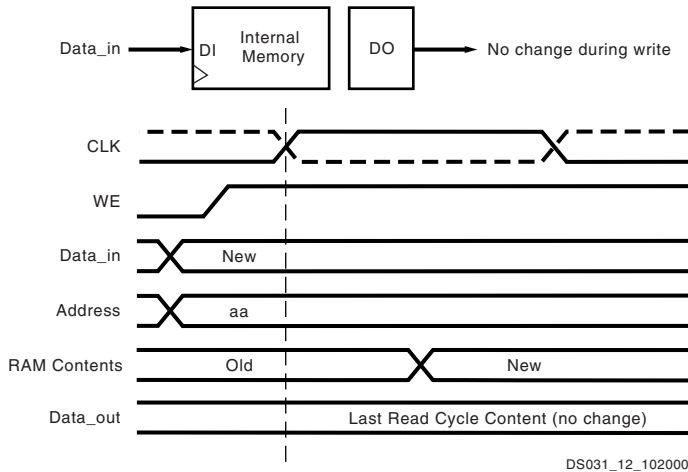 Data_in
DI
Internal
Memory
DO
No change during write
CLK
WE
Data_in
New
Address
aa
RAM Contents
Old
New
Data_out
Last Read Cycle Content (no change)
DS031_12_102000